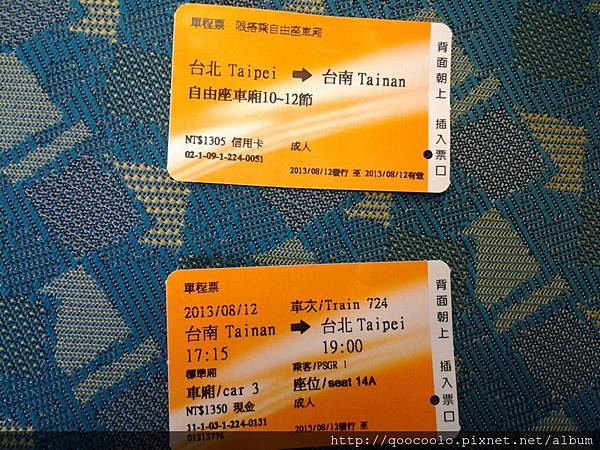 單程票 限搭乘自由座車廂
台北 Taipei ➡ 台南 Tainan
自由座車廂10~12節
NT$1305 信用卡 成人
02-1-09-1-224-0051
2013/08/12發行 至 2013/08/12有效
背面朝上 插入票口
單程票
2013/08/12 車次/Train 724
台南 Tainan ➡ 台北 Taipei
17:15 19:00
標準廂 乘客/PSGR 1
車廂/car 3 座位/seat 14A
NT$1350 現金 成人
11-1-03-1-224-0131
01215776 2013/08/12發行
背面朝上 插入票口
http://qoocoolo.pixnet.net/album